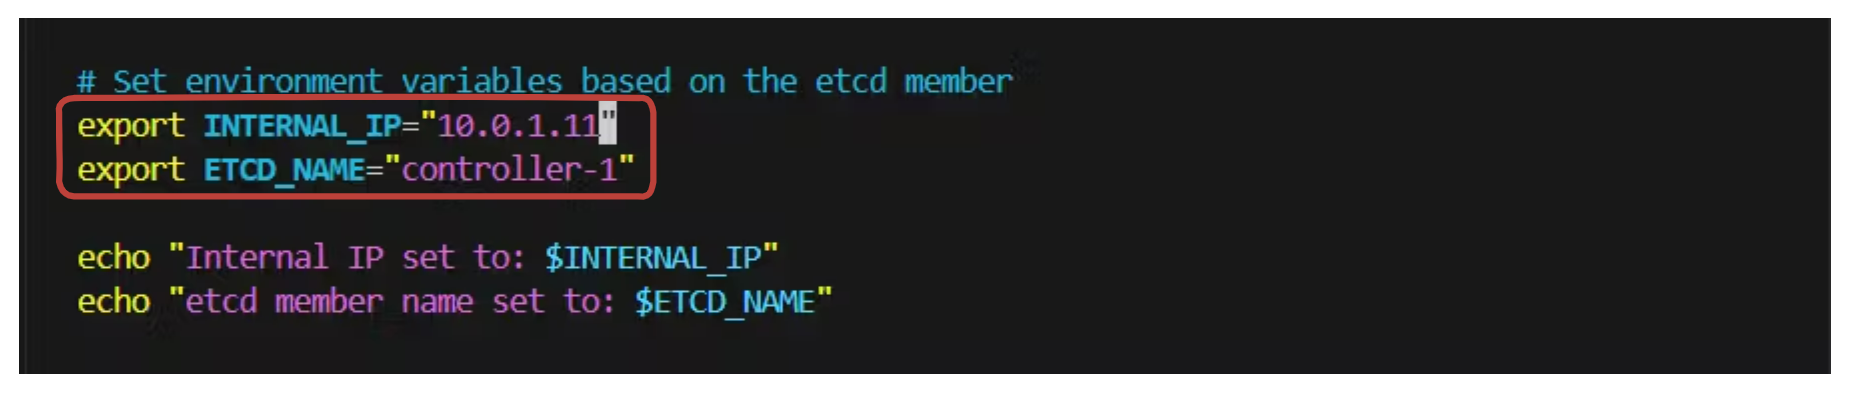 # Set environment variables based on the etcd member
export INTERNAL_IP="10.0.1.11"
export ETCD_NAME="controller-1"
echo "Internal IP set to: $INTERNAL_IP"
echo "etcd member name set to: $ETCD_NAME"